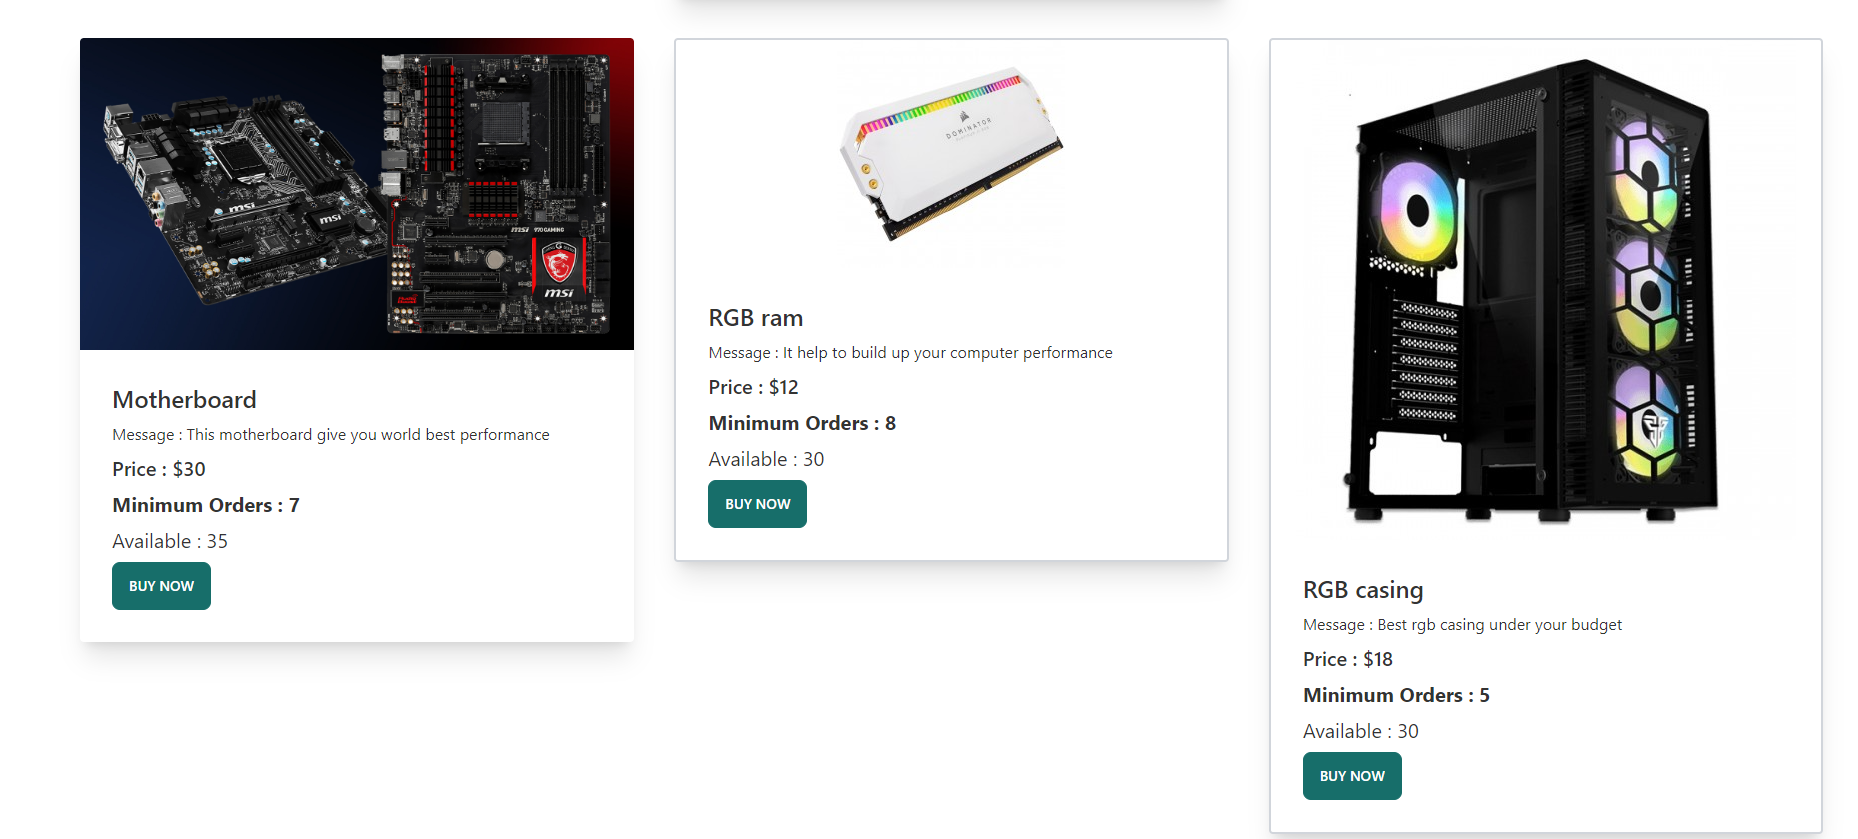 msi
msi 970 GAMING
msi
Motherboard
Message : This motherboard give you world best performance
Price : $30
Minimum Orders : 7
Available : 35
BUY NOW
DOMINATOR
RGB ram
Message : It help to build up your computer performance
Price : $12
Minimum Orders : 8
Available : 30
BUY NOW
RGB casing
Message : Best rgb casing under your budget
Price : $18
Minimum Orders : 5
Available : 30
BUY NOW